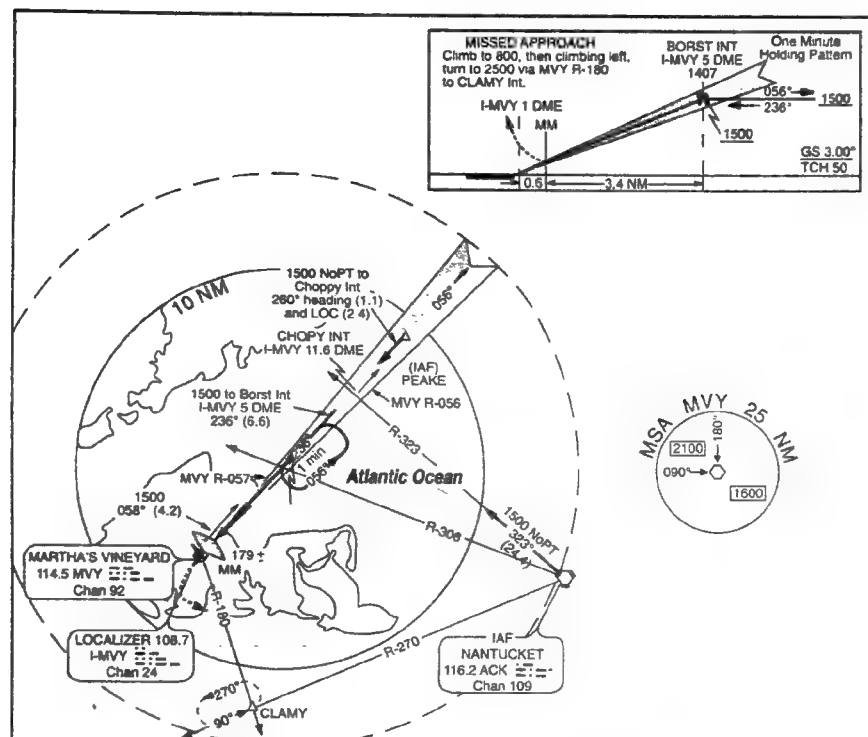 MISSED APPROACH
Climb to 800, then climbing left,
turn to 2500 via MVY R-180
to CLAMY Int.
BORST INT
I-MVY 5 DME
1407
One Minute
Holding Pattern
I-MVY 1 DME
MM
056°
236°
1500
1500
GS 3.00°
TCH 50
0.6
3.4 NM
10 NM
1500 NoPT to
Choppy Int
260° heading (1.1)
and LOC (2 4)
CHOPY INT
I-MVY 11.6 DME
056°
(IAF)
PEAKE
MVY R-056
1500 to Borst Int
I-MVY 5 DME
236° (6.6)
R-323
236°
1 min
056°
MVY R-057
Atlantic Ocean
1500
058° (4.2)
R-306
1500 NoPT
323°
(24.4)
MARTHA'S VINEYARD
114.5 MVY
Chan 92
179 ±
MM
R-180
LOCALIZER 108.7
I-MVY
Chan 24
R-270
IAF
NANTUCKET
116.2 ACK
Chan 109
270°
90°
CLAMY
MSA MVY 25 NM
180°
2100
090°
1600